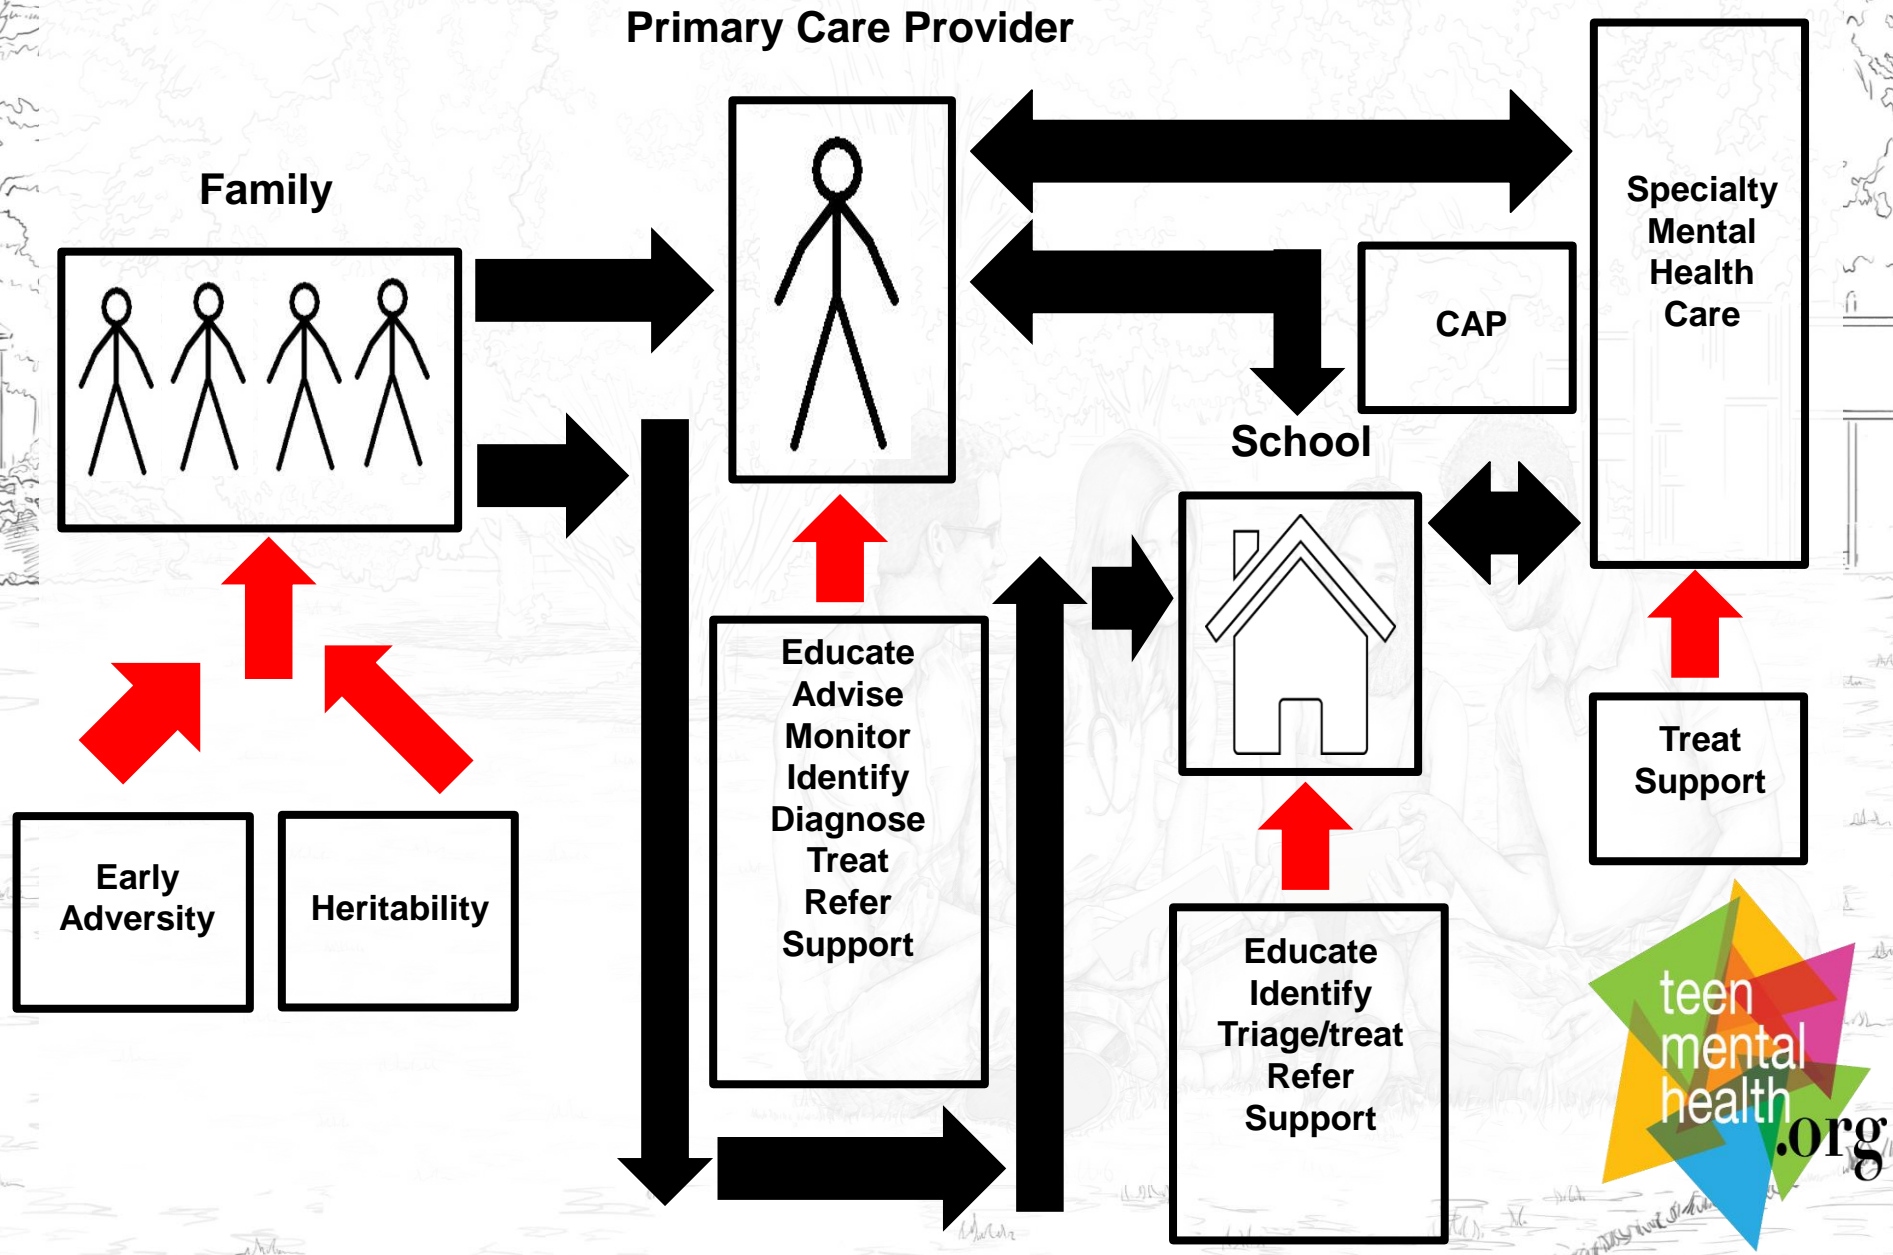 Primary Care Provider
Family
Specialty
Mental
Health
Care
CAP
School
Educate
Advise
Monitor
Identify
Diagnose
Treat
Refer
Support
Early
Adversity
Heritability
Treat
Support
Educate
Identify
Triage/treat
Refer
Support
teen
mental
health
.org